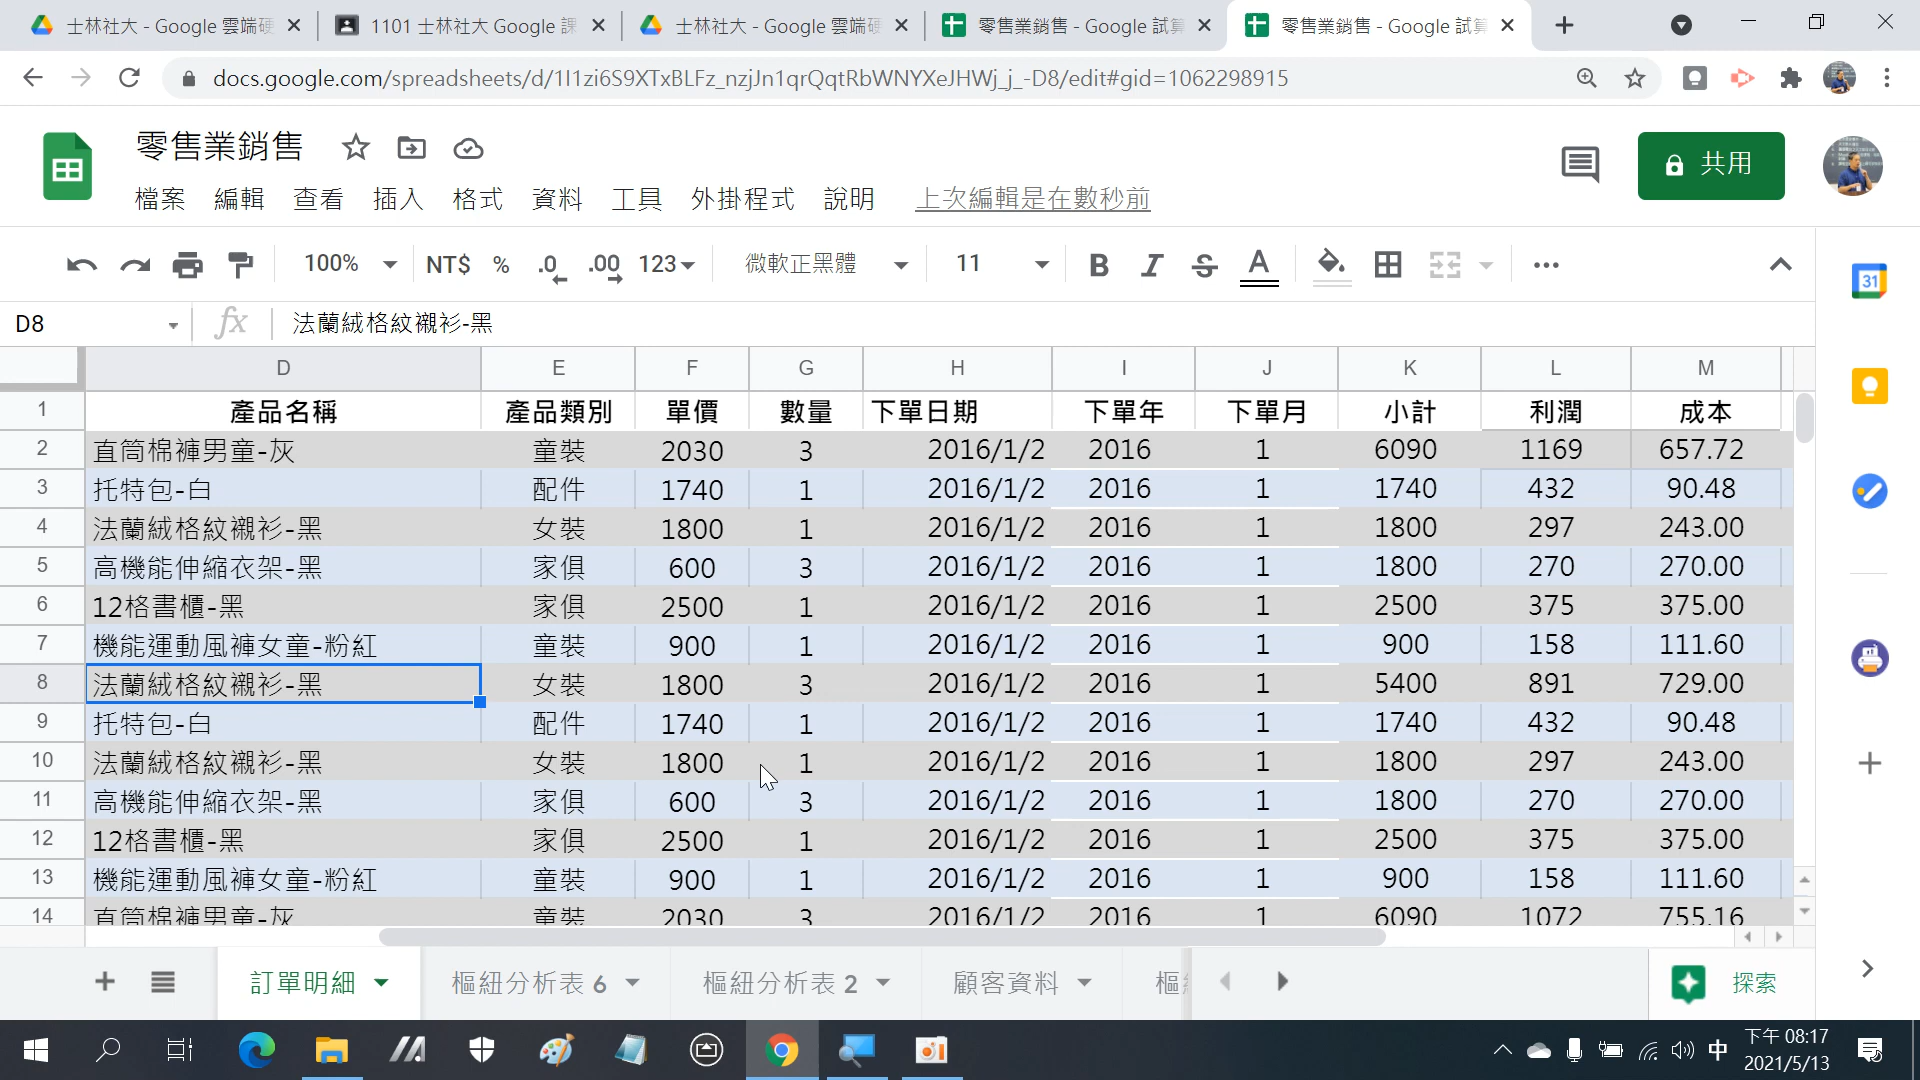 士林社大 - Google 雲端硬
1101 士林社大 Google 課
士林社大 - Google 雲端硬
零售業銷售 - Google 試算
零售業銷售 - Google 試算
docs.google.com/spreadsheets/d/1I1zi6S9XTxBLFz_nzjJn1qrQqtRbWNYXeJHWj_j_-D8/edit#gid=1062298915
零售業銷售
共用
檔案 編輯 查看 插入 格式 資料 工具 外掛程式 說明 上次編輯是在數秒前
100% NT$ % .0 .00 123 微軟正黑體 11 B I S A
31
D8 fx 法蘭絨格紋襯衫-黑
D E F G H I J K L M
1 產品名稱 產品類別 單價 數量 下單日期 下單年 下單月 小計 利潤 成本
2 直筒棉褲男童-灰 童裝 2030 3 2016/1/2 2016 1 6090 1169 657.72
3 托特包-白 配件 1740 1 2016/1/2 2016 1 1740 432 90.48
4 法蘭絨格紋襯衫-黑 女裝 1800 1 2016/1/2 2016 1 1800 297 243.00
5 高機能伸縮衣架-黑 家俱 600 3 2016/1/2 2016 1 1800 270 270.00
6 12格書櫃-黑 家俱 2500 1 2016/1/2 2016 1 2500 375 375.00
7 機能運動風褲女童-粉紅 童裝 900 1 2016/1/2 2016 1 900 158 111.60
8 法蘭絨格紋襯衫-黑 女裝 1800 3 2016/1/2 2016 1 5400 891 729.00
9 托特包-白 配件 1740 1 2016/1/2 2016 1 1740 432 90.48
10 法蘭絨格紋襯衫-黑 女裝 1800 1 2016/1/2 2016 1 1800 297 243.00
11 高機能伸縮衣架-黑 家俱 600 3 2016/1/2 2016 1 1800 270 270.00
12 12格書櫃-黑 家俱 2500 1 2016/1/2 2016 1 2500 375 375.00
13 機能運動風褲女童-粉紅 童裝 900 1 2016/1/2 2016 1 900 158 111.60
14 直筒棉褲男童-灰 童裝 2030 3 2016/1/2 2016 1 6090 1072 755.16
訂單明細 樞紐分析表 6 樞紐分析表 2 顧客資料 樞 探索
中 下午 08:17
2021/5/13